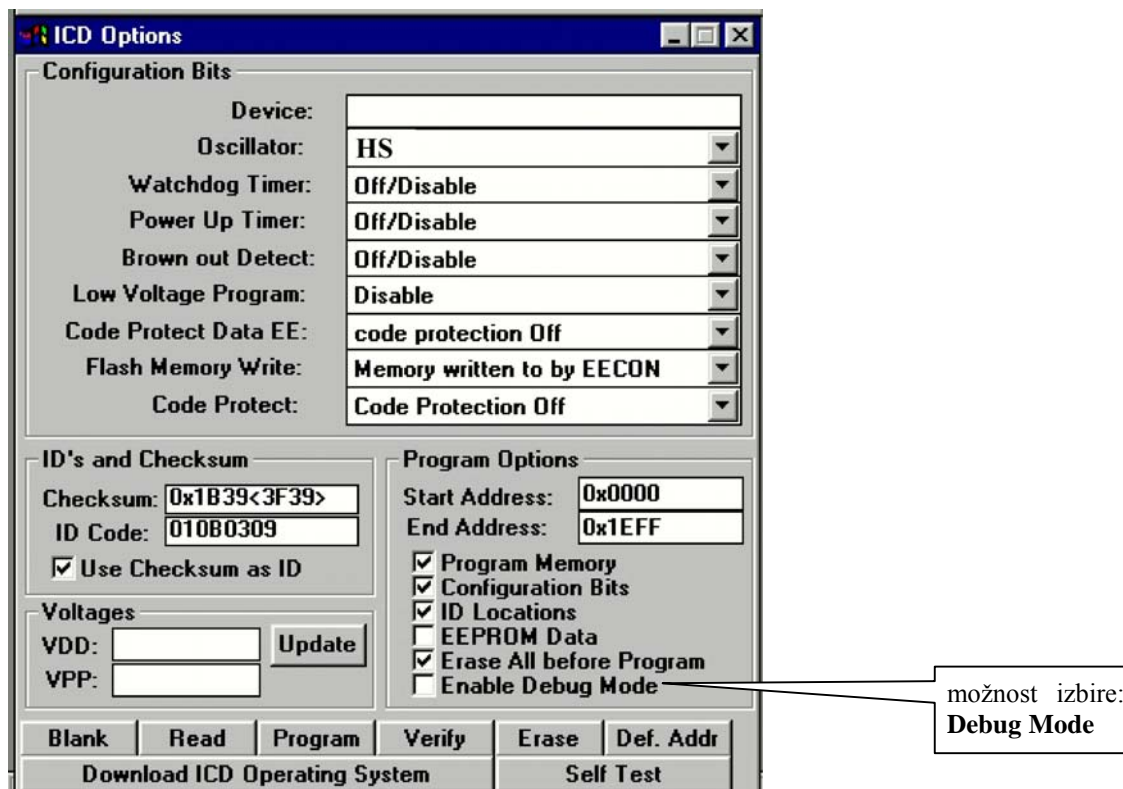 ICD Options
Configuration Bits
Device:
Oscillator: HS
Watchdog Timer: Off/Disable
Power Up Timer: Off/Disable
Brown out Detect: Off/Disable
Low Voltage Program: Disable
Code Protect Data EE: code protection Off
Flash Memory Write: Memory written to by EECON
Code Protect: Code Protection Off
ID's and Checksum
Checksum: 0x1B39<3F39>
ID Code: 010B0309
Use Checksum as ID
Voltages
VDD: Update
VPP:
Program Options
Start Address: 0x0000
End Address: 0x1EFF
Program Memory
Configuration Bits
ID Locations
EEPROM Data
Erase All before Program
Enable Debug Mode
možnost izbire:
Debug Mode
Blank Read Program Verify Erase Def. Addr
Download ICD Operating System Self Test